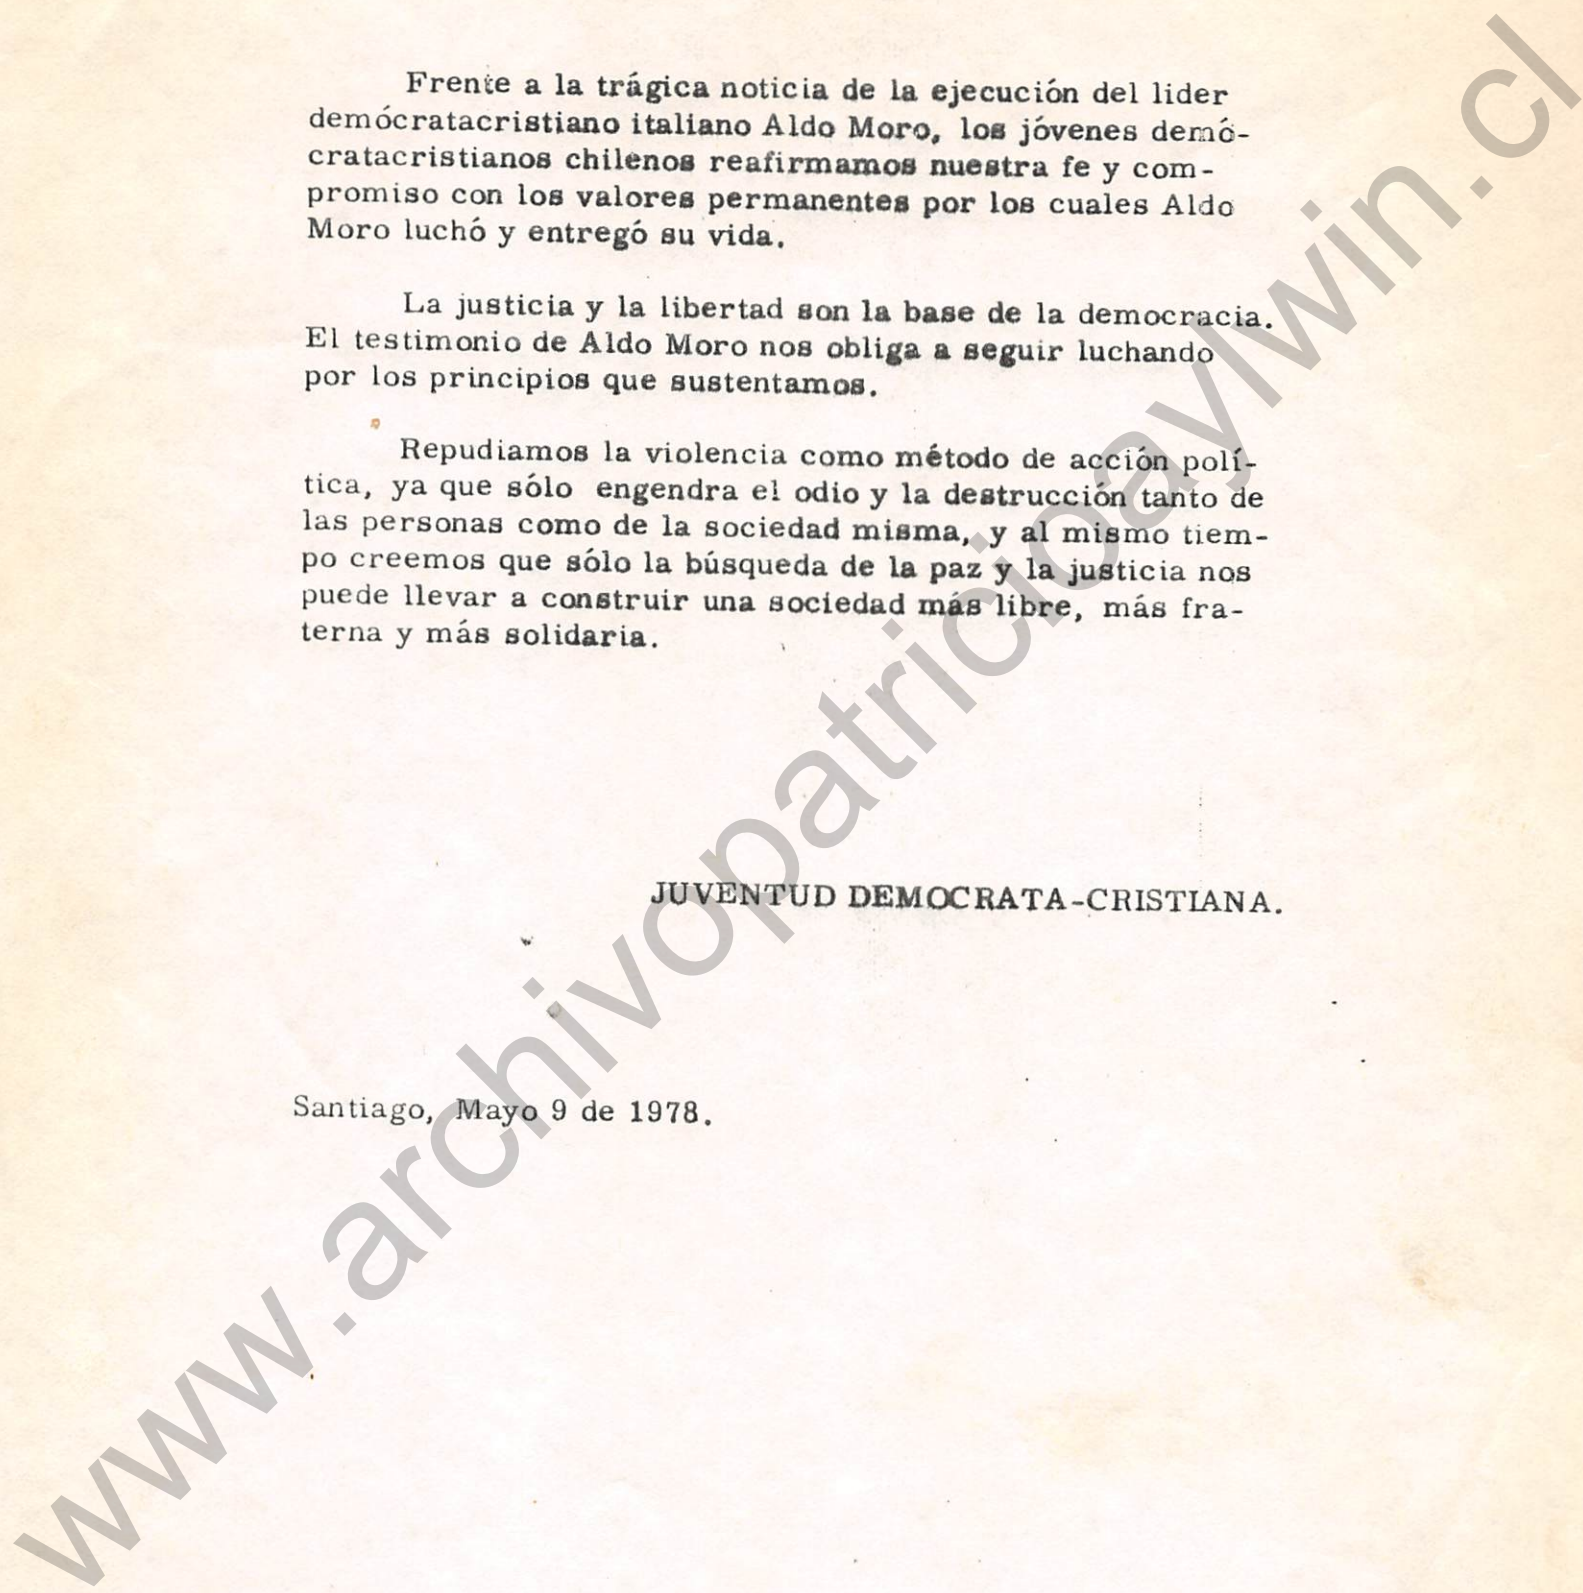 Frente a la trágica noticia de la ejecución del lider
demócratacristiano italiano Aldo Moro, los jóvenes demó-
cratacristianos chilenos reafirmamos nuestra fe y com-
promiso con los valores permanentes por los cuales Aldo
Moro luchó y entregó su vida.
La justicia y la libertad son la base de la democracia.
El testimonio de Aldo Moro nos obliga a seguir luchando
por los principios que sustentamos.
Repudiamos la violencia como método de acción polí-
tica, ya que sólo engendra el odio y la destrucción tanto de
las personas como de la sociedad misma, y al mismo tiem-
po creemos que sólo la búsqueda de la paz y la justicia nos
puede llevar a construir una sociedad más libre, más fra-
terna y más solidaria.
JUVENTUD DEMOCRATA-CRISTIANA.
Santiago, Mayo 9 de 1978.
www.archivopatricioaylwin.cl